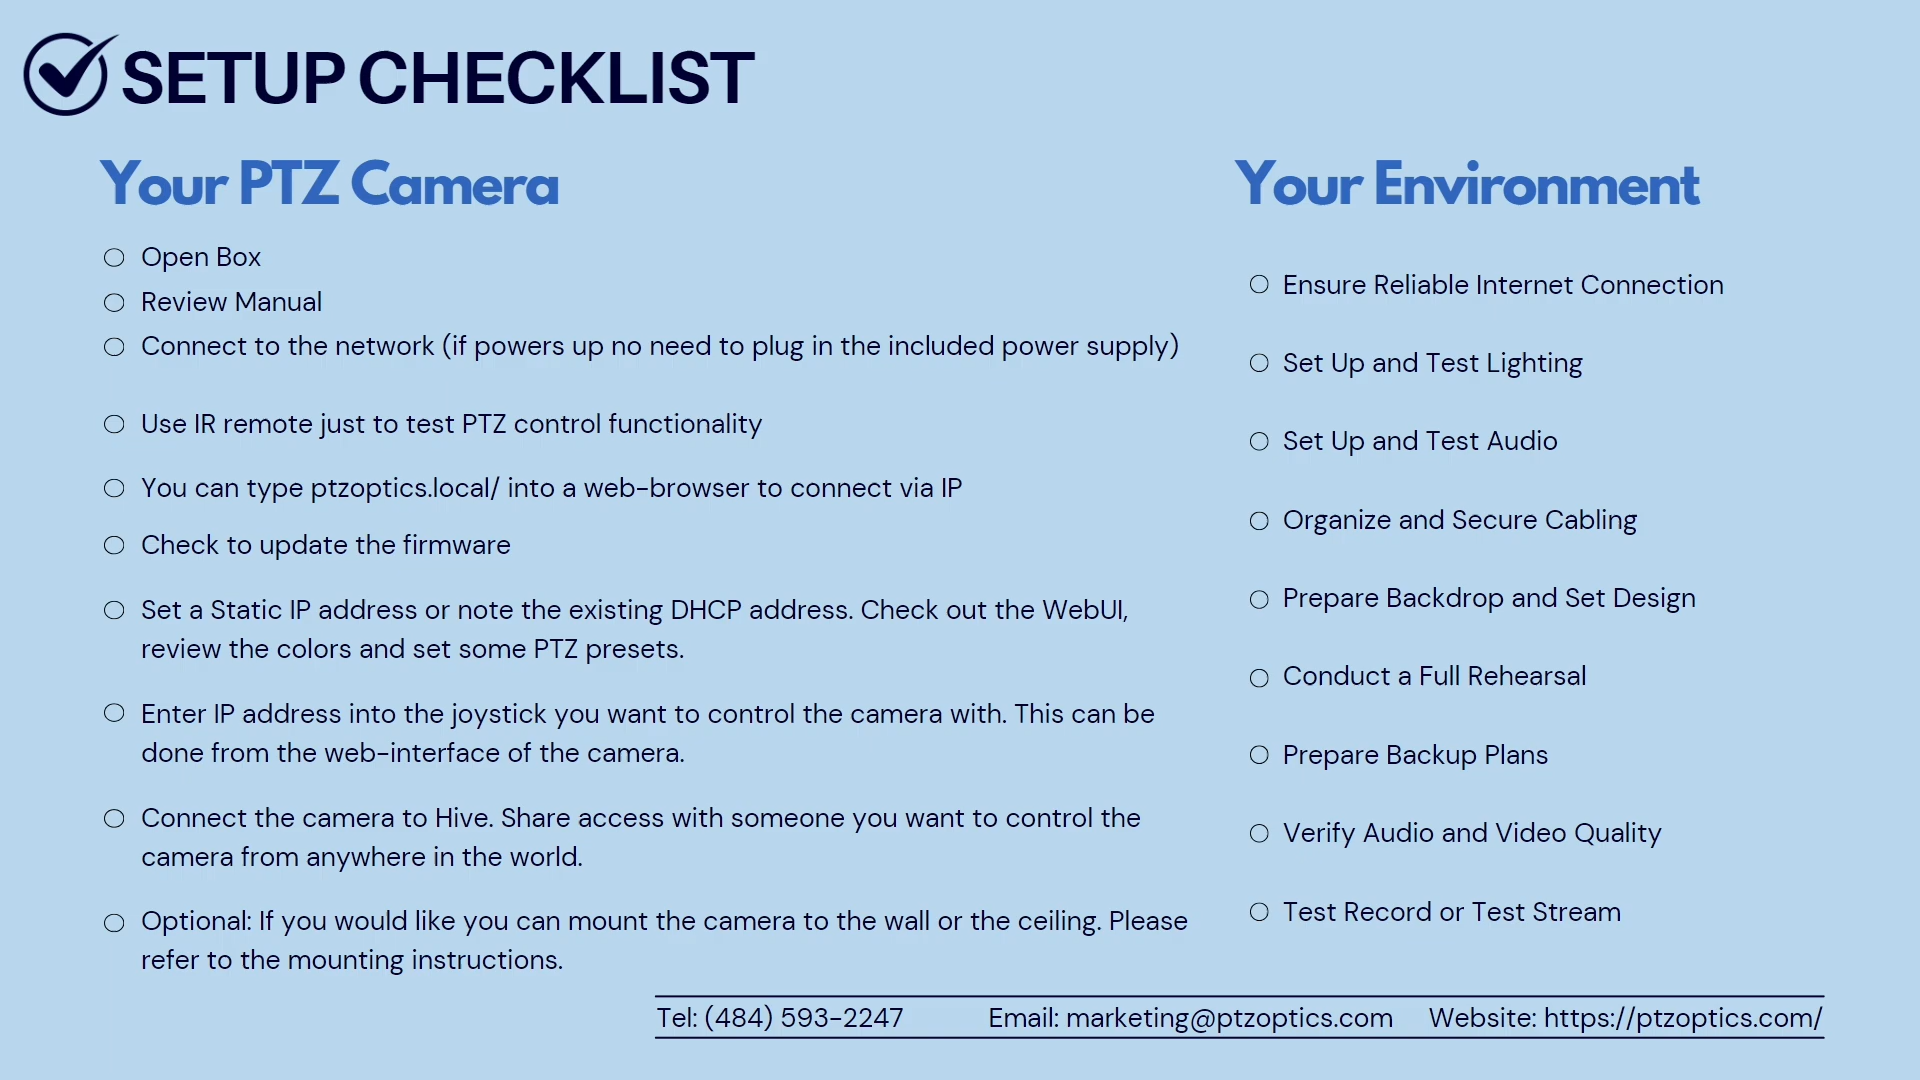 SETUP CHECKLIST
Your PTZ Camera
Open Box
Review Manual
Connect to the network (if powers up no need to plug in the included power supply)
Use IR remote just to test PTZ control functionality
You can type ptzoptics.local/ into a web-browser to connect via IP
Check to update the firmware
Set a Static IP address or note the existing DHCP address. Check out the WebUI,
review the colors and set some PTZ presets.
Enter IP address into the joystick you want to control the camera with. This can be
done from the web-interface of the camera.
Connect the camera to Hive. Share access with someone you want to control the
camera from anywhere in the world.
Optional: If you would like you can mount the camera to the wall or the ceiling. Please
refer to the mounting instructions.
Your Environment
Ensure Reliable Internet Connection
Set Up and Test Lighting
Set Up and Test Audio
Organize and Secure Cabling
Prepare Backdrop and Set Design
Conduct a Full Rehearsal
Prepare Backup Plans
Verify Audio and Video Quality
Test Record or Test Stream
Tel: (484) 593-2247 Email: marketing@ptzoptics.com Website: https://ptzoptics.com/